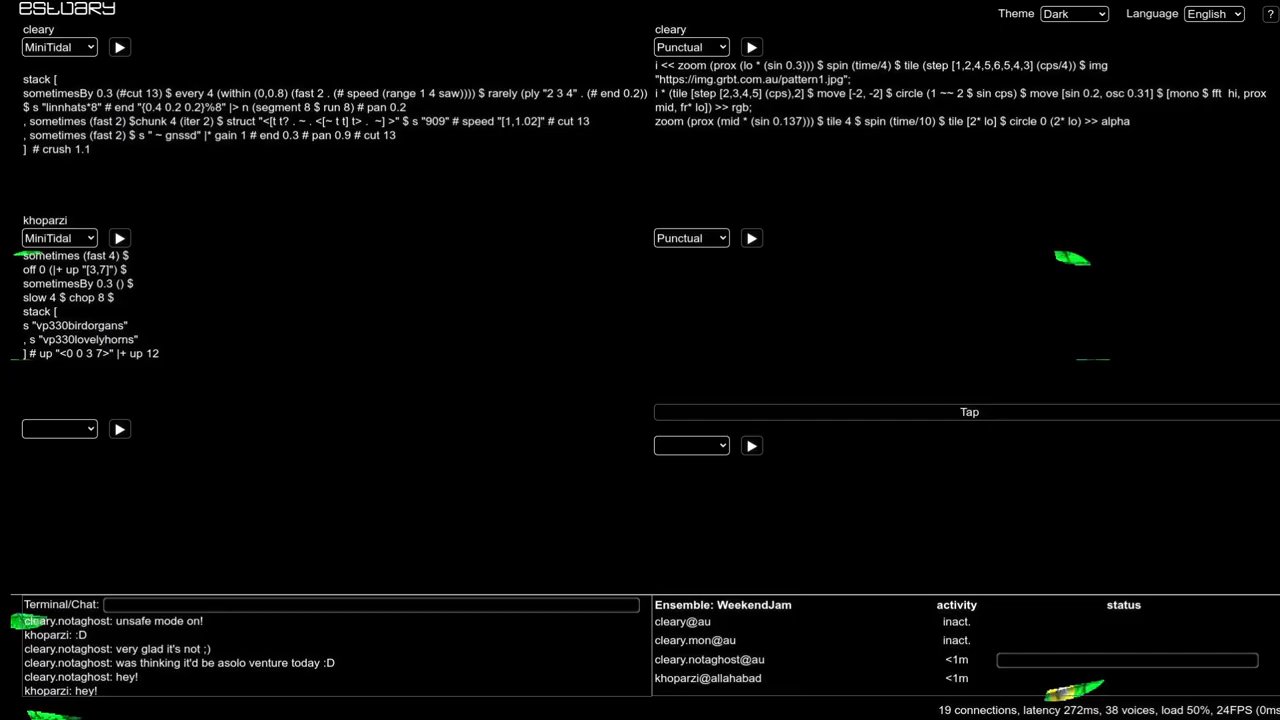 estuary
Theme Dark Language English ?
cleary
MiniTidal
stack [
sometimesBy 0.3 (#cut 13) $ every 4 (within (0,0.8) (fast 2 . (# speed (range 1 4 saw)))) $ rarely (ply "2 3 4" . (# end 0.2))
$ s "linnhats*8" # end "{0.4 0.2 0.2}%8" |> n (segment 8 $ run 8) # pan 0.2
, sometimes (fast 2) $chunk 4 (iter 2) $ struct "<[t t? . ~ . <[~ t t] t> .  ~] >" $ s "909" # speed "[1,1.02]" # cut 13
, sometimes (fast 2) $ s " ~ gnssd" |* gain 1 # end 0.3 # pan 0.9 # cut 13
]  # crush 1.1
cleary
Punctual
i << zoom (prox (lo * (sin 0.3))) $ spin (time/4) $ tile (step [1,2,4,5,6,5,4,3] (cps/4)) $ img
"https://img.grbt.com.au/pattern1.jpg";
i * (tile [step [2,3,4,5] (cps),2] $ move [-2, -2] $ circle (1 ~~ 2 $ sin cps) $ move [sin 0.2, osc 0.31] $ [mono $ fft  hi, prox
mid, fr* lo]) >> rgb;
zoom (prox (mid * (sin 0.137))) $ tile 4 $ spin (time/10) $ tile [2* lo] $ circle 0 (2* lo) >> alpha
khoparzi
MiniTidal
sometimes (fast 4) $
off 0 (|+ up "[3,7]") $
sometimesBy 0.3 () $
slow 4 $ chop 8 $
stack [
s "vp330birdorgans"
, s "vp330lovelyhorns"
] # up "<0 0 3 7>" |+ up 12
Punctual
Tap
Terminal/Chat:
cleary.notaghost: unsafe mode on!
khoparzi: :D
cleary.notaghost: very glad it's not ;)
cleary.notaghost: was thinking it'd be asolo venture today :D
cleary.notaghost: hey!
khoparzi: hey!
Ensemble: WeekendJam activity status
cleary@au inact.
cleary.mon@au inact.
cleary.notaghost@au <1m
khoparzi@allahabad <1m
19 connections, latency 272ms, 38 voices, load 50%, 24FPS (0ms